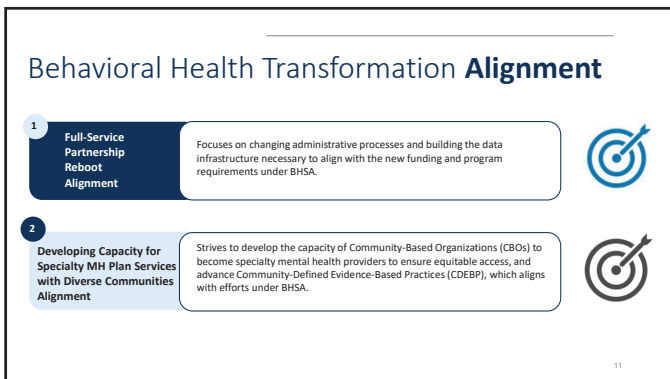 Behavioral Health Transformation Alignment
1
Full-Service
Partnership
Reboot
Alignment
Focuses on changing administrative processes and building the data
infrastructure necessary to align with the new funding and program
requirements under BHSA.
2
Developing Capacity for
Specialty MH Plan Services
with Diverse Communities
Alignment
Strives to develop the capacity of Community-Based Organizations (CBOs) to
become specialty mental health providers to ensure equitable access, and
advance Community-Defined Evidence-Based Practices (CDEBP), which aligns
with efforts under BHSA.
11